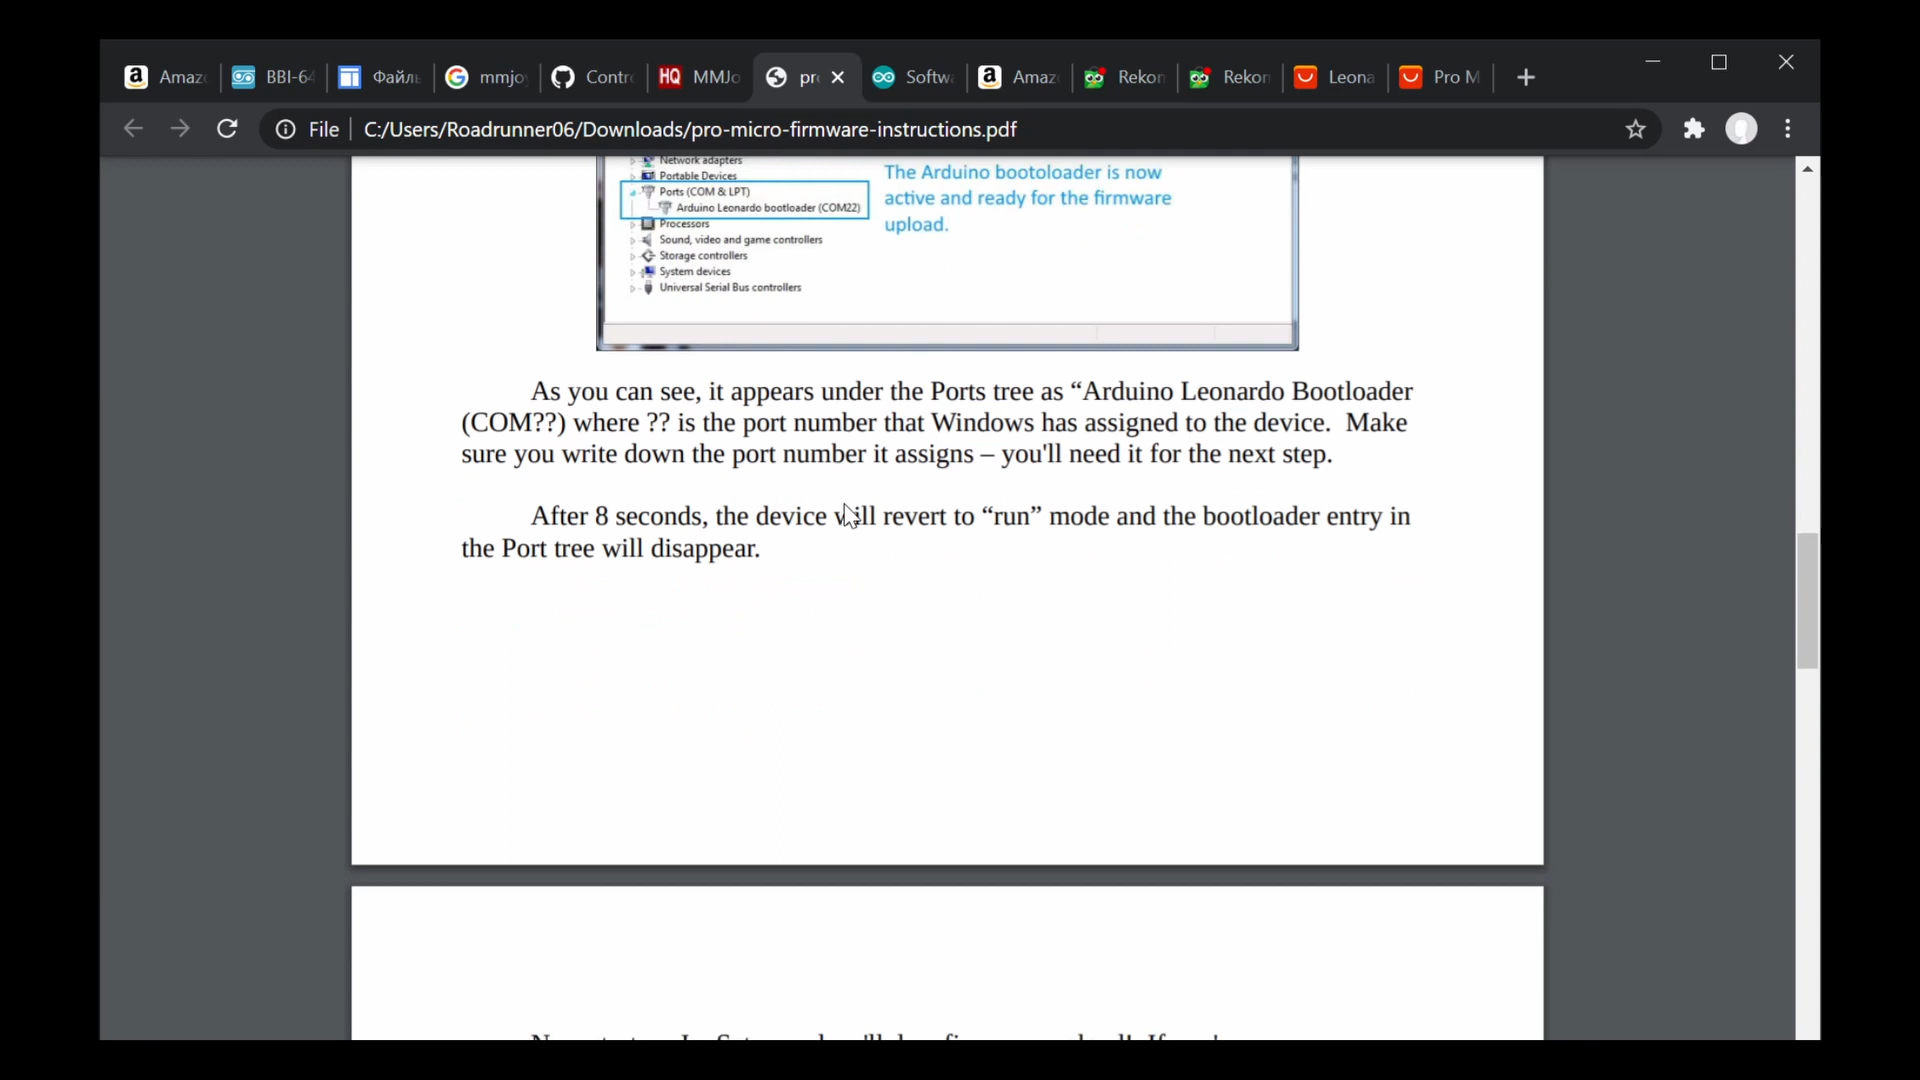 Amaz
BBI-64
Файль
mmjo
Contro
HQ MMJo
pro
Softwa
Amaz
Rekon
Rekon
Leona
Pro M
File
C:/Users/Roadrunner06/Downloads/pro-micro-firmware-instructions.pdf
Network adapters
Portable Devices
Ports (COM & LPT)
Arduino Leonardo bootloader (COM22)
Processors
Sound, video and game controllers
Storage controllers
System devices
Universal Serial Bus controllers
The Arduino bootoloader is now
active and ready for the firmware
upload.
As you can see, it appears under the Ports tree as “Arduino Leonardo Bootloader
(COM??) where ?? is the port number that Windows has assigned to the device.  Make
sure you write down the port number it assigns – you'll need it for the next step.
After 8 seconds, the device will revert to “run” mode and the bootloader entry in
the Port tree will disappear.